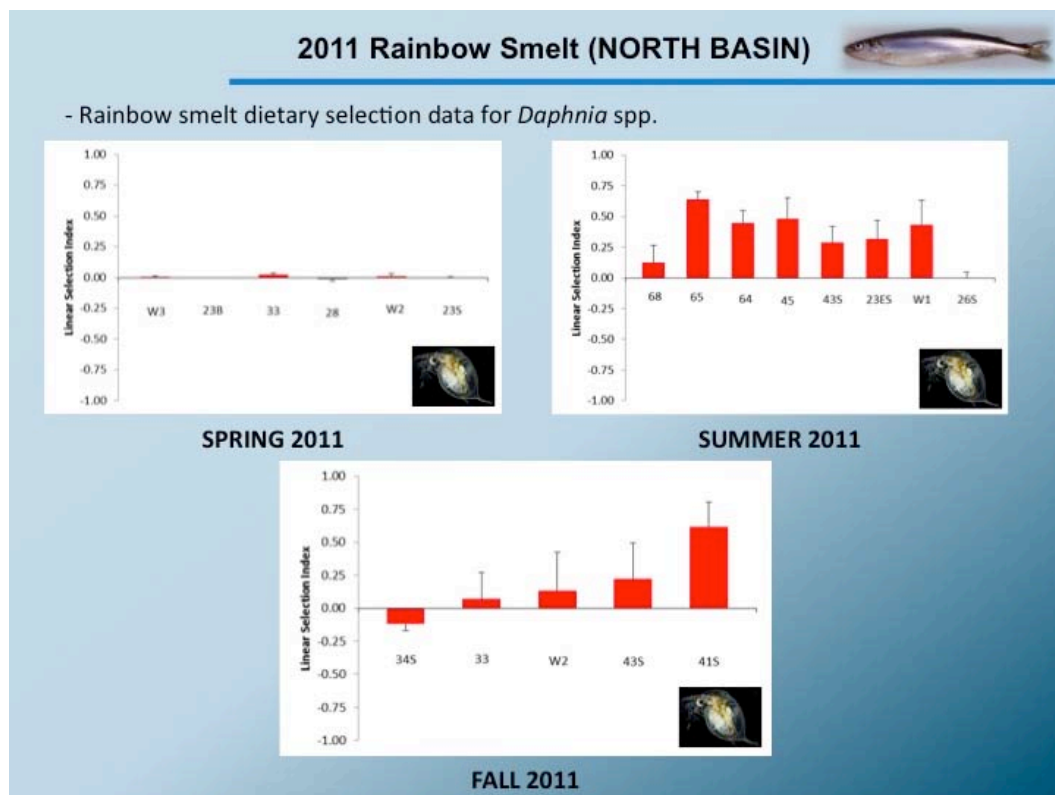 2011 Rainbow Smelt (NORTH BASIN)
- Rainbow smelt dietary selection data for Daphnia spp.
Linear Selection Index
1.00
0.75
0.50
0.25
0.00
-0.25
-0.50
-0.75
-1.00
W3 23B 33 28 W2 23S
SPRING 2011
Linear Selection Index
1.00
0.75
0.50
0.25
0.00
-0.25
-0.50
-0.75
-1.00
68 65 64 45 43S 23ES W1 26S
SUMMER 2011
Linear Selection Index
1.00
0.75
0.50
0.25
0.00
-0.25
-0.50
-0.75
-1.00
34S 33 W2 43S 41S
FALL 2011